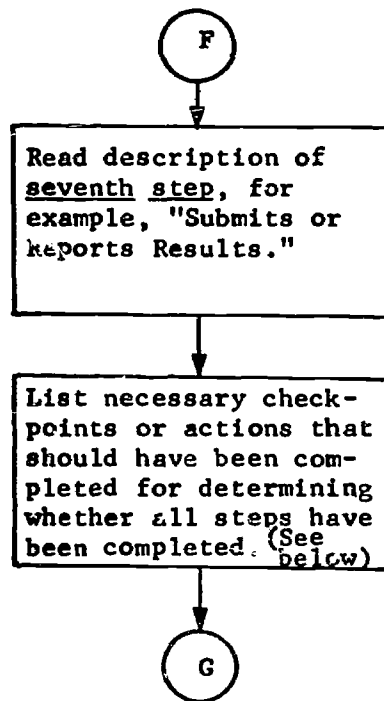 F
Read description of
seventh step, for
example, "Submits or
Reports Results."
List necessary check-
points or actions that
should have been com-
pleted for determining
whether all steps have
been completed. (See
below)
G